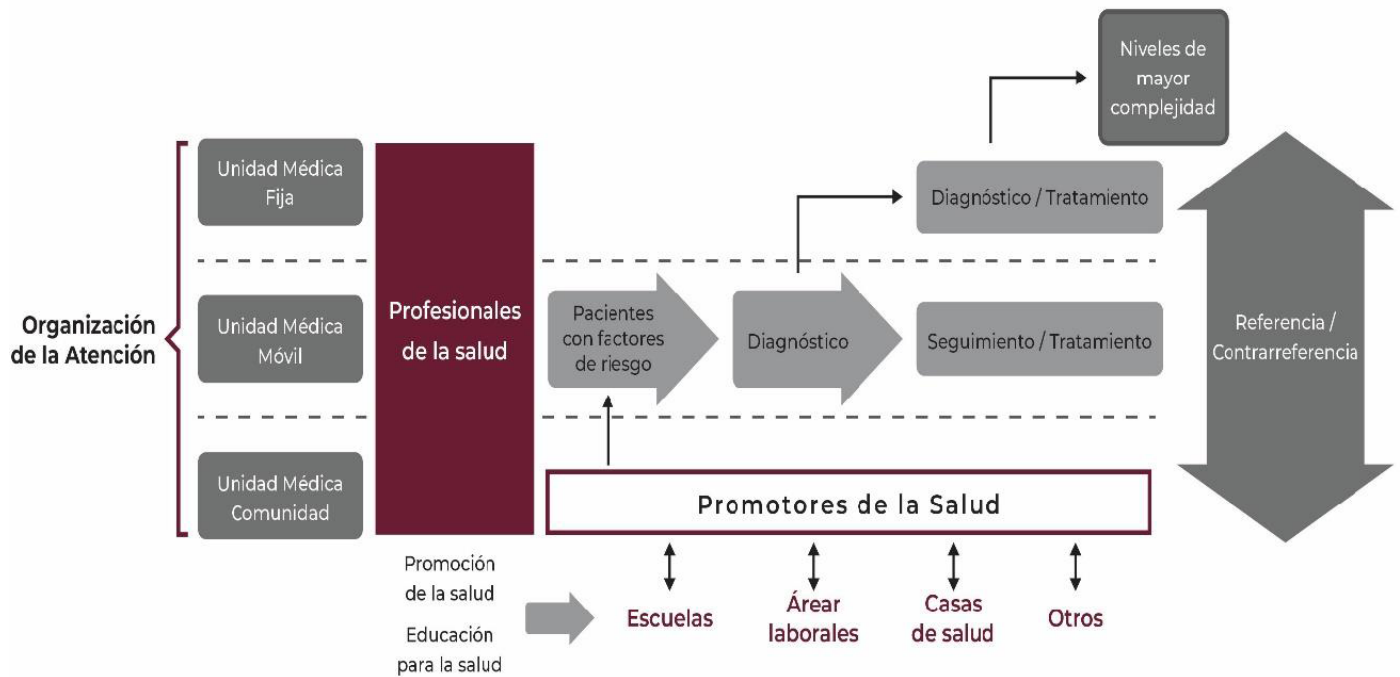 Niveles de
mayor
complejidad
Unidad Médica
Fija
Diagnóstico / Tratamiento
Organización
de la Atención
Unidad Médica
Móvil
Profesionales
de la salud
Pacientes
con factores
de riesgo
Diagnóstico
Seguimiento / Tratamiento
Referencia /
Contrarreferencia
Unidad Médica
Comunidad
Promotores de la Salud
Promoción
de la salud
Educación
para la salud
Escuelas
Árear
laborales
Casas
de salud
Otros